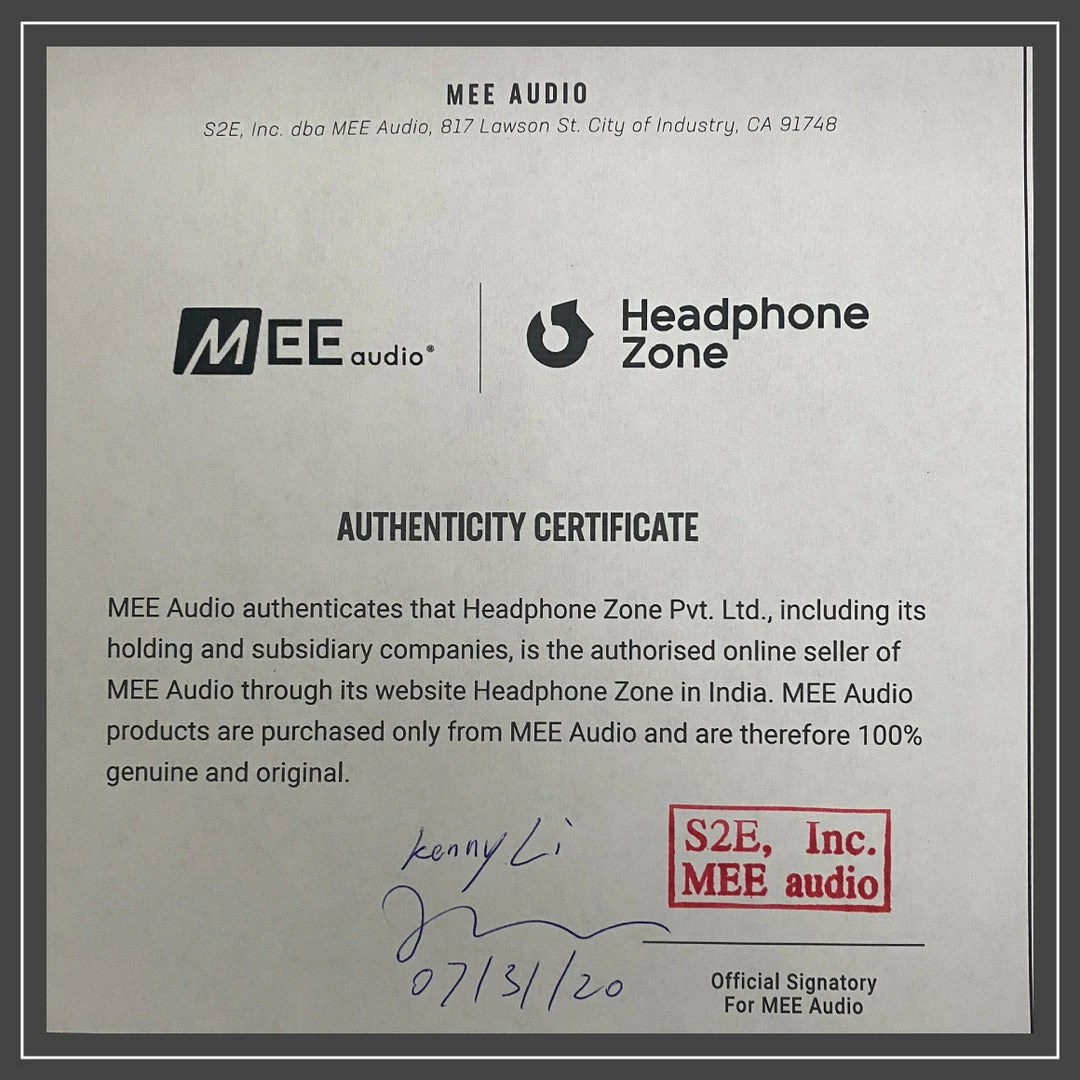 MEE AUDIO
S2E, Inc. dba MEE Audio, 817 Lawson St. City of Industry, CA 91748
MEE audio®
Headphone
Zone
AUTHENTICITY CERTIFICATE
MEE Audio authenticates that Headphone Zone Pvt. Ltd., including its
holding and subsidiary companies, is the authorised online seller of
MEE Audio through its website Headphone Zone in India. MEE Audio
products are purchased only from MEE Audio and are therefore 100%
genuine and original.
Kenny Li
07/31/20
S2E, Inc.
MEE audio
Official Signatory
For MEE Audio